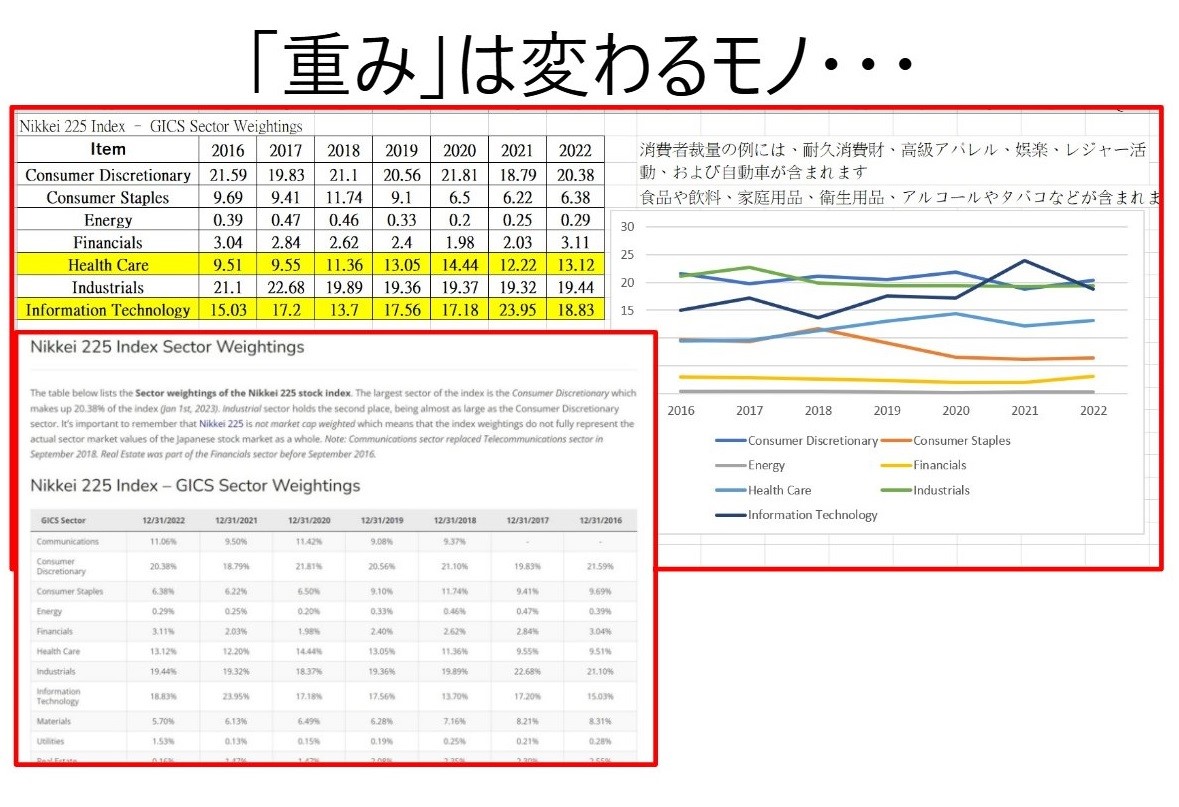 「重み」は変わるモノ・・・
Nikkei 225 Index - GICS Sector Weightings
Item 2016 2017 2018 2019 2020 2021 2022
Consumer Discretionary 21.59 19.83 21.1 20.56 21.81 18.79 20.38
Consumer Staples 9.69 9.41 11.74 9.1 6.5 6.22 6.38
Energy 0.39 0.47 0.46 0.33 0.2 0.25 0.29
Financials 3.04 2.84 2.62 2.4 1.98 2.03 3.11
Health Care 9.51 9.55 11.36 13.05 14.44 12.22 13.12
Industrials 21.1 22.68 19.89 19.36 19.37 19.32 19.44
Information Technology 15.03 17.2 13.7 17.56 17.18 23.95 18.83
消費者裁量の例には、耐久消費財、高級アパレル、娯楽、レジャー活
動、および自動車が含まれます
食品や飲料、家庭用品、衛生用品、アルコールやタバコなどが含まれま
30
25
20
15
2016 2017 2018 2019 2020 2021 2022
Consumer Discretionary Consumer Staples
Energy Financials
Health Care Industrials
Information Technology
Nikkei 225 Index Sector Weightings
The table below lists the Sector weightings of the Nikkei 225 stock index. The largest sector of the index is the Consumer Discretionary which
makes up 20.38% of the index (Jan 1st, 2023). Industrial sector holds the second place, being almost as large as the Consumer Discretionary
sector. It's important to remember that Nikkei 225 is not market cap weighted which means that the index weightings do not fully represent the
actual sector market values of the Japanese stock market as a whole. Note: Communications sector replaced Telecommunications sector in
September 2018. Real Estate was part of the Financials sector before September 2016.
Nikkei 225 Index – GICS Sector Weightings
GICS Sector 12/31/2022 12/31/2021 12/31/2020 12/31/2019 12/31/2018 12/31/2017 12/31/2016
Communications 11.06% 9.50% 11.42% 9.08% 9.37% - -
Consumer
Discretionary 20.38% 18.79% 21.81% 20.56% 21.10% 19.83% 21.59%
Consumer Staples 6.38% 6.22% 6.50% 9.10% 11.74% 9.41% 9.69%
Energy 0.29% 0.25% 0.20% 0.33% 0.46% 0.47% 0.39%
Financials 3.11% 2.03% 1.98% 2.40% 2.62% 2.84% 3.04%
Health Care 13.12% 12.20% 14.44% 13.05% 11.36% 9.55% 9.51%
Industrials 19.44% 19.32% 18.37% 19.36% 19.89% 22.68% 21.10%
Information
Technology 18.83% 23.95% 17.18% 17.56% 13.70% 17.20% 15.03%
Materials 5.70% 6.13% 6.49% 6.28% 7.16% 8.21% 8.31%
Utilities 1.53% 0.13% 0.15% 0.19% 0.25% 0.21% 0.28%
Real Estate